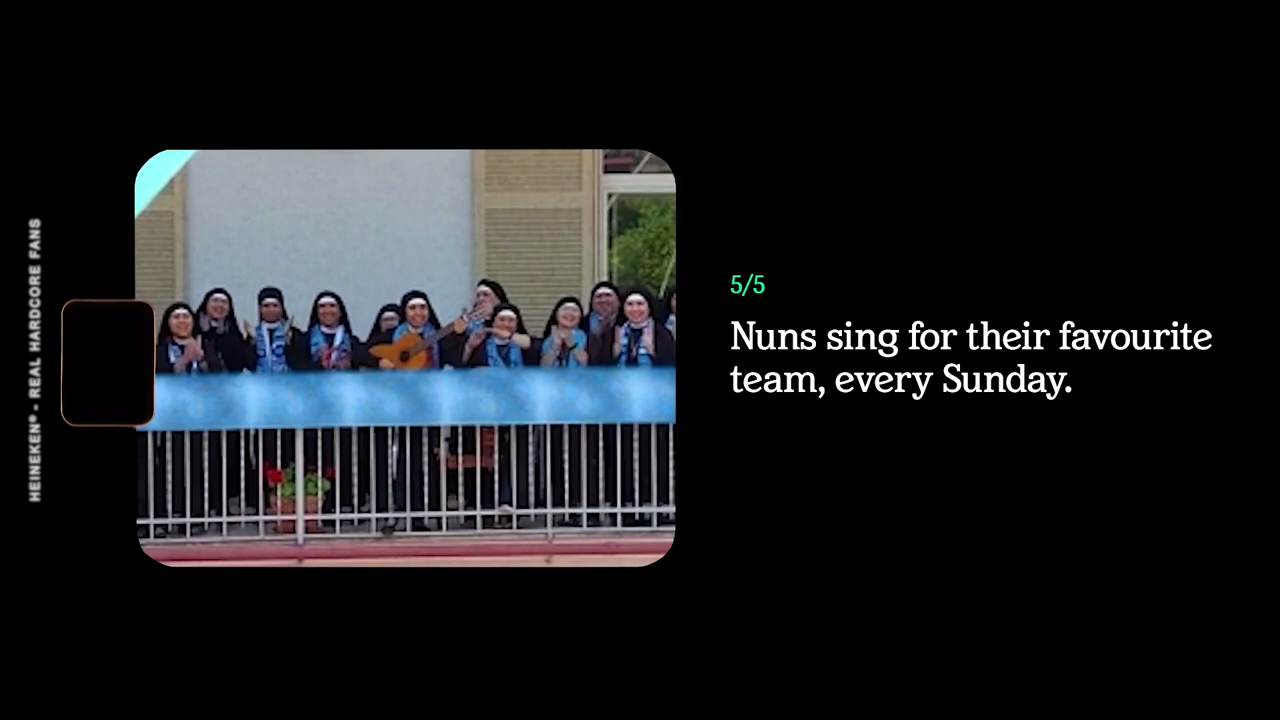 HEINEKEN® - REAL HARDCORE FANS
5/5
Nuns sing for their favourite
team, every Sunday.